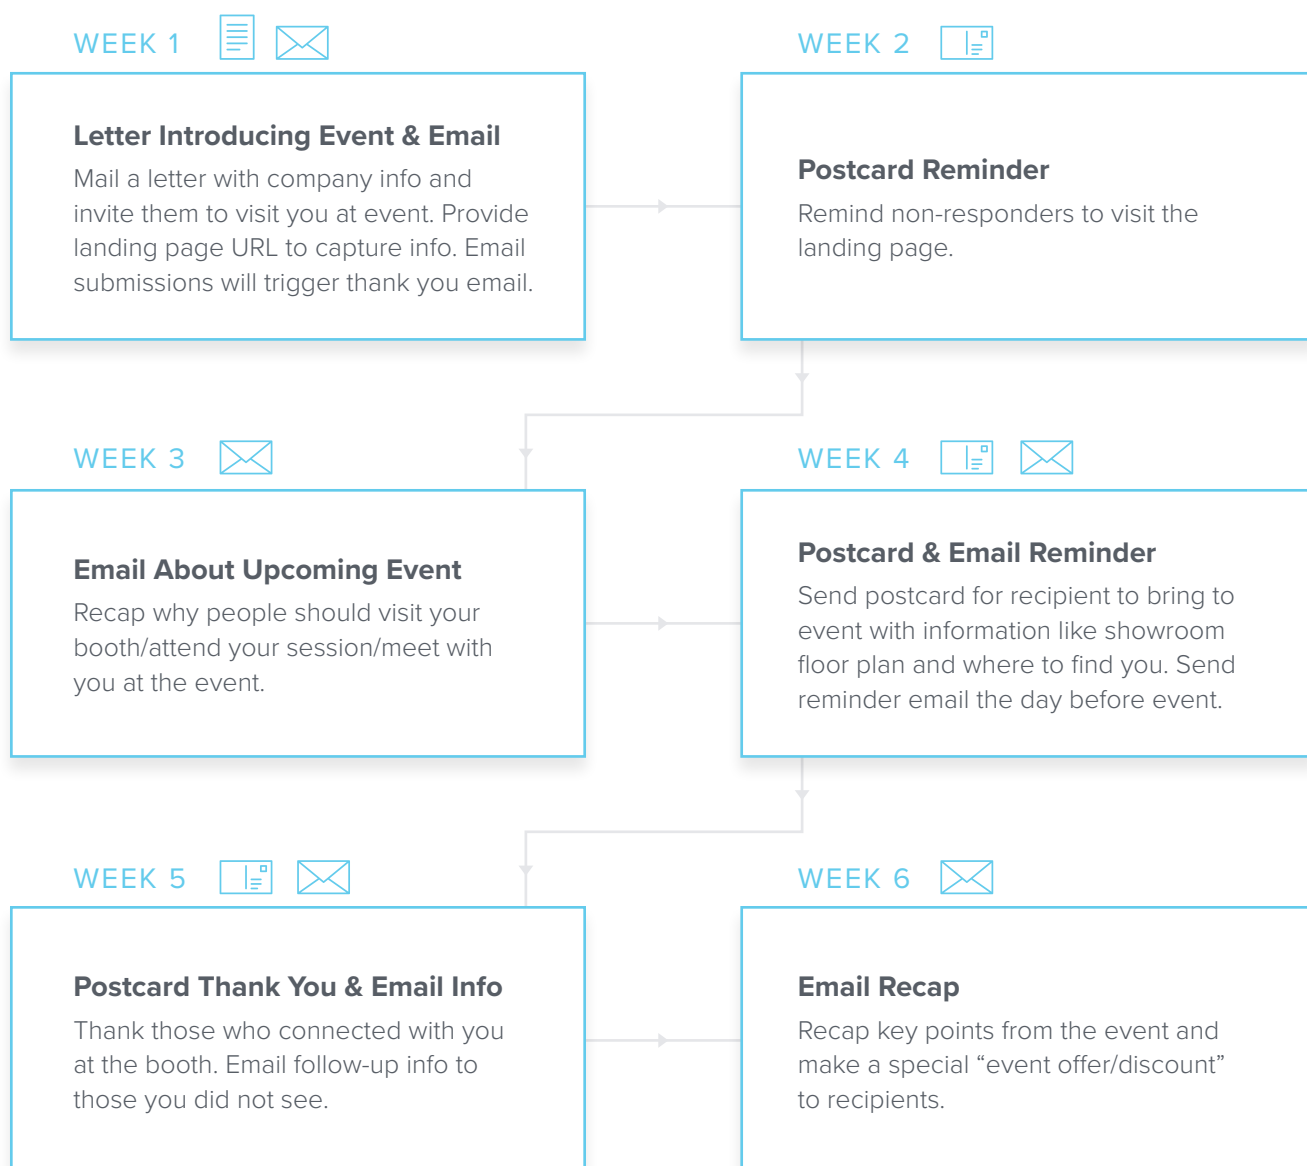 WEEK 1
Letter Introducing Event & Email
Mail a letter with company info and
invite them to visit you at event. Provide
landing page URL to capture info. Email
submissions will trigger thank you email.
WEEK 2
Postcard Reminder
Remind non-responders to visit the
landing page.
WEEK 3
Email About Upcoming Event
Recap why people should visit your
booth/attend your session/meet with
you at the event.
WEEK 4
Postcard & Email Reminder
Send postcard for recipient to bring to
event with information like showroom
floor plan and where to find you. Send
reminder email the day before event.
WEEK 5
Postcard Thank You & Email Info
Thank those who connected with you
at the booth. Email follow-up info to
those you did not see.
WEEK 6
Email Recap
Recap key points from the event and
make a special “event offer/discount”
to recipients.